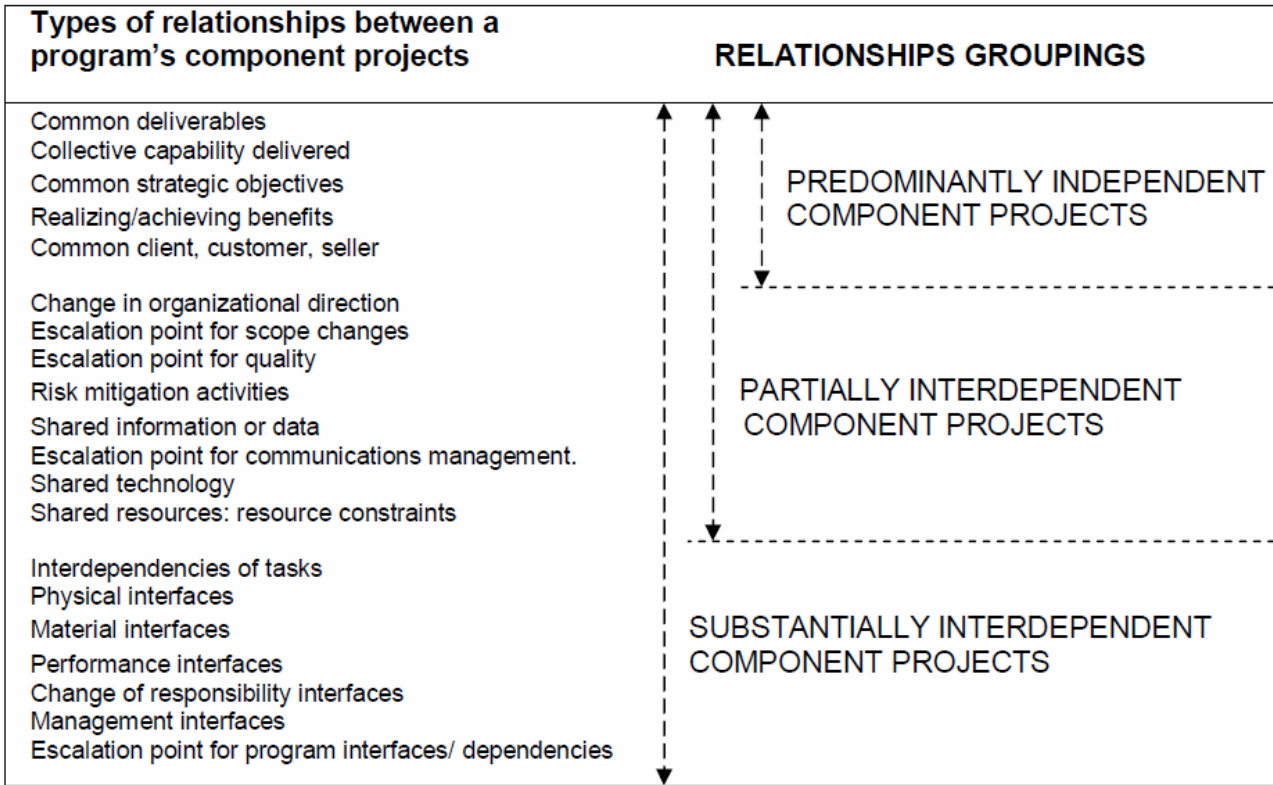 Types of relationships between a
program's component projects
RELATIONSHIPS GROUPINGS
Common deliverables
Collective capability delivered
Common strategic objectives
Realizing/achieving benefits
Common client, customer, seller
PREDOMINANTLY INDEPENDENT
COMPONENT PROJECTS
Change in organizational direction
Escalation point for scope changes
Escalation point for quality
Risk mitigation activities
Shared information or data
Escalation point for communications management.
Shared technology
Shared resources: resource constraints
PARTIALLY INTERDEPENDENT
COMPONENT PROJECTS
Interdependencies of tasks
Physical interfaces
Material interfaces
Performance interfaces
Change of responsibility interfaces
Management interfaces
Escalation point for program interfaces/ dependencies
SUBSTANTIALLY INTERDEPENDENT
COMPONENT PROJECTS